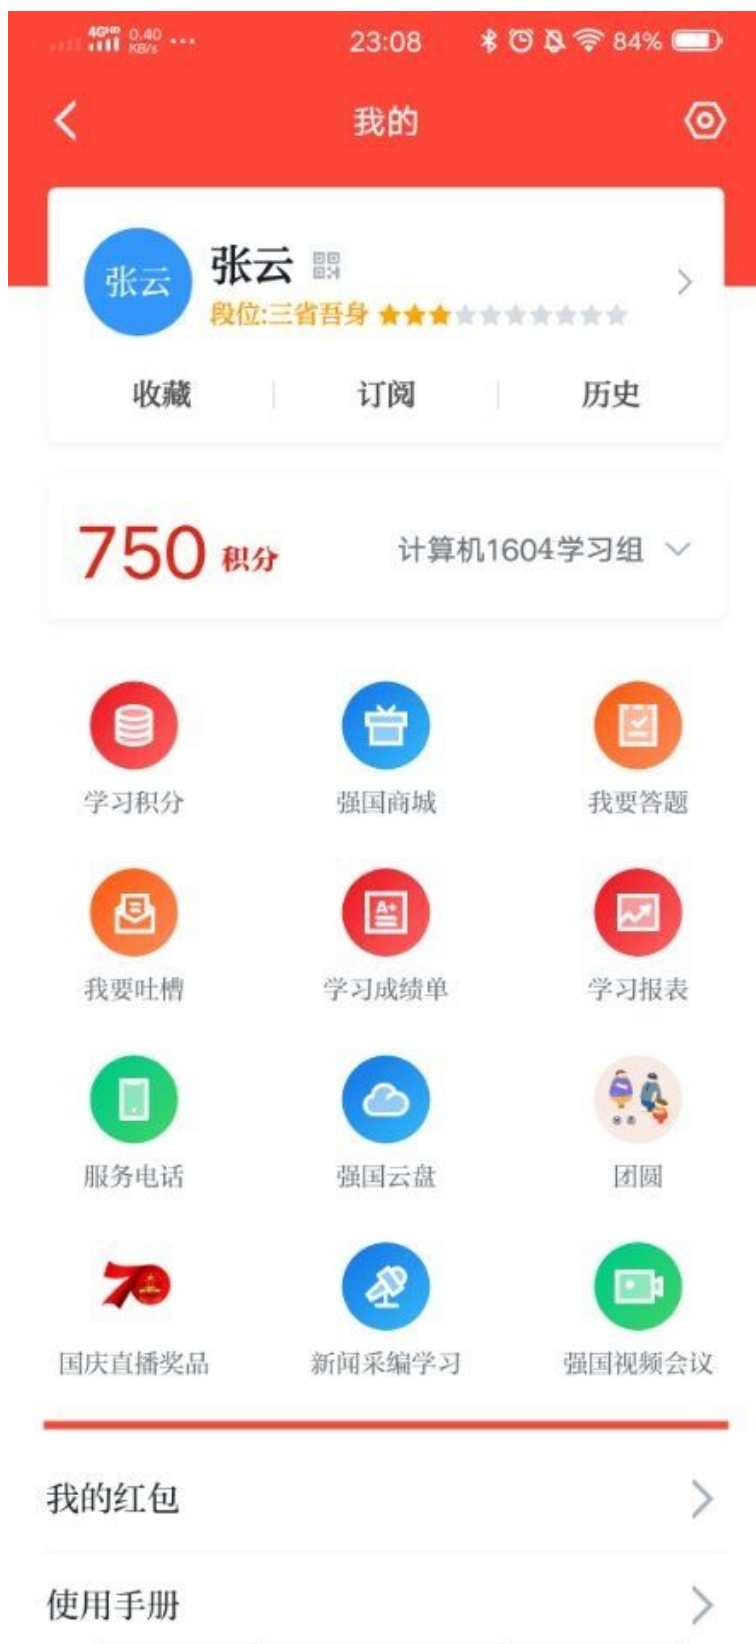 4GHD 0.40 KB/s ... 23:08 84%
我的
张云 张云
段位:三省吾身
收藏 订阅 历史
750 积分 计算机1604学习组
学习积分 强国商城 我要答题
A+
我要吐槽 学习成绩单 学习报表
服务电话 强国云盘 团圆
70
国庆直播奖品 新闻采编学习 强国视频会议
我的红包
使用手册